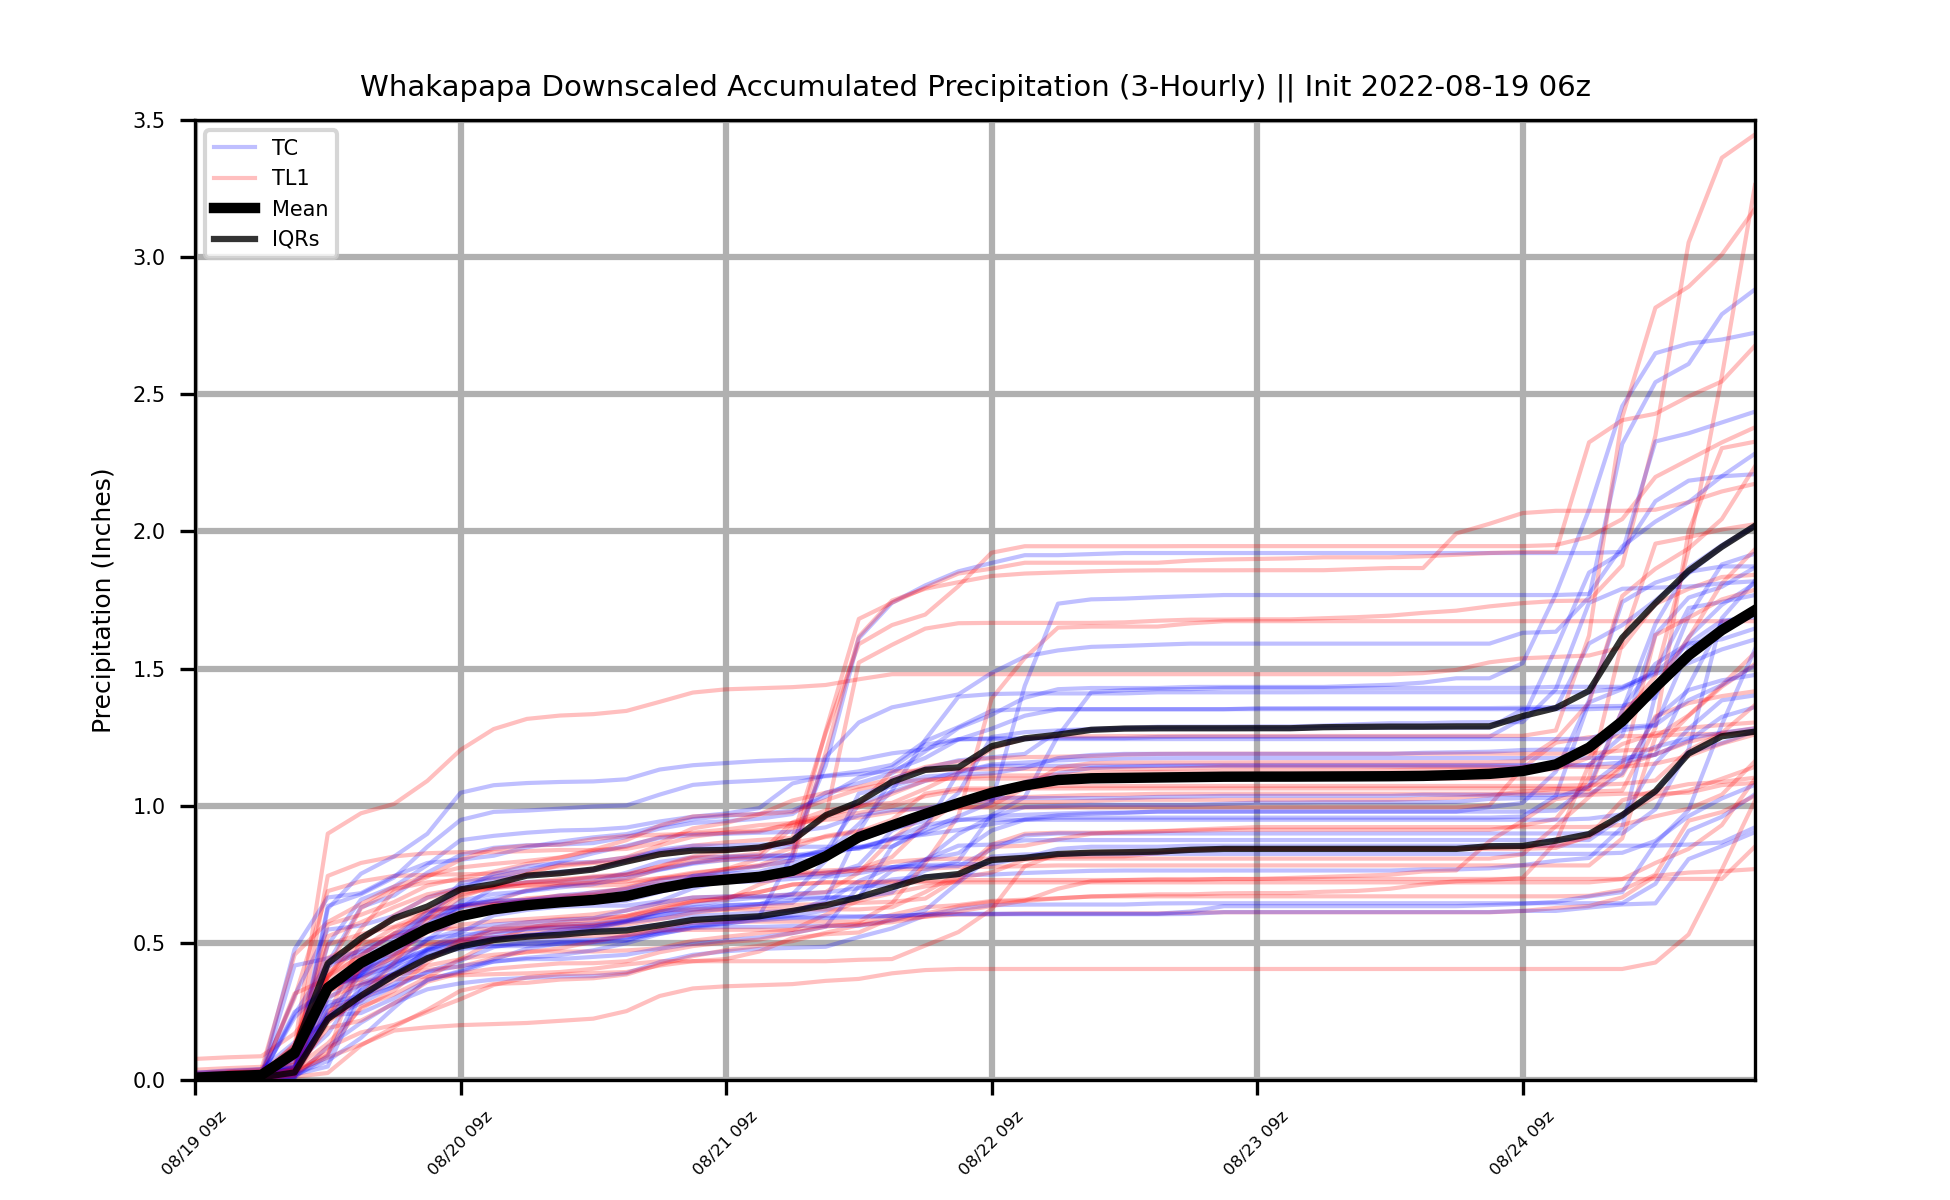 Whakapapa Downscaled Accumulated Precipitation (3-Hourly) || Init 2022-08-19 06z
3.5
3.0
2.5
2.0
1.5
1.0
0.5
0.0
Precipitation (Inches)
TC
TL1
Mean
IQRs
08/19 09z
08/20 09z
08/21 09z
08/22 09z
08/23 09z
08/24 09z